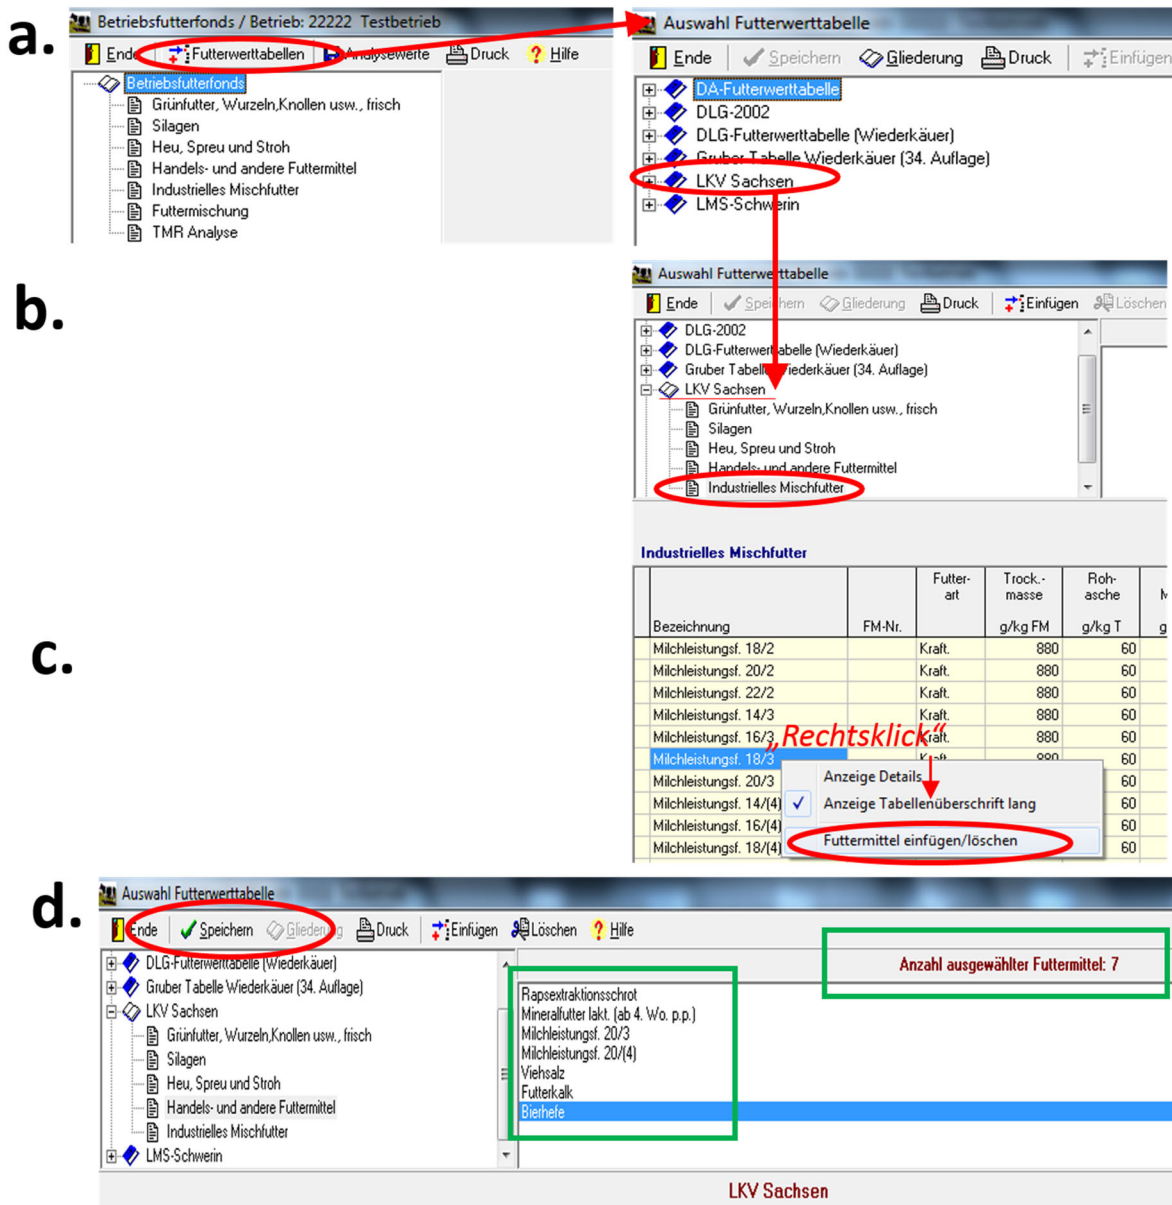 a.
Betriebsfutterfonds / Betrieb: 22222 Testbetrieb
Ende Futterwerttabellen Analysewerte Druck ? Hilfe
Betriebsfutterfonds
Grünfutter, Wurzeln,Knollen usw., frisch
Silagen
Heu, Spreu und Stroh
Handels- und andere Futtermittel
Industrielles Mischfutter
Futtermischung
TMR Analyse
Auswahl Futterwerttabelle
Ende Speichern Gliederung Druck Einfügen
DA-Futterwerttabelle
DLG-2002
DLG-Futterwerttabelle (Wiederkäuer)
Gruber Tabelle Wiederkäuer (34. Auflage)
LKV Sachsen
LMS-Schwerin
b.
Auswahl Futterwerttabelle
Ende Speichern Gliederung Druck Einfügen Löschen
DLG-2002
DLG-Futterwerttabelle (Wiederkäuer)
Gruber Tabelle Wiederkäuer (34. Auflage)
LKV Sachsen
Grünfutter, Wurzeln,Knollen usw., frisch
Silagen
Heu, Spreu und Stroh
Handels- und andere Futtermittel
Industrielles Mischfutter
c.
Industrielles Mischfutter
Futter- Trock.- Roh-
art masse asche
Bezeichnung FM-Nr. g/kg FM g/kg T
Milchleistungsf. 18/2 Kraft. 880 60
Milchleistungsf. 20/2 Kraft. 880 60
Milchleistungsf. 22/2 Kraft. 880 60
Milchleistungsf. 14/3 Kraft. 880 60
Milchleistungsf. 16/3 Kraft. 880 60
„Rechtsklick“
Milchleistungsf. 18/3 Kraft. 880 60
Milchleistungsf. 20/3 60
Milchleistungsf. 14/(4) 60
Milchleistungsf. 16/(4) 60
Milchleistungsf. 18/(4) 60
Anzeige Details
Anzeige Tabellenüberschrift lang
Futtermittel einfügen/löschen
d.
Auswahl Futterwerttabelle
Ende Speichern Gliederung Druck Einfügen Löschen ? Hilfe
DLG-Futterwerttabelle (Wiederkäuer)
Gruber Tabelle Wiederkäuer (34. Auflage)
LKV Sachsen
Grünfutter, Wurzeln,Knollen usw., frisch
Silagen
Heu, Spreu und Stroh
Handels- und andere Futtermittel
Industrielles Mischfutter
LMS-Schwerin
Anzahl ausgewählter Futtermittel: 7
Rapsextraktionsschrot
Mineralfutter lakt. (ab 4. Wo. p.p.)
Milchleistungsf. 20/3
Milchleistungsf. 20/(4)
Viehsalz
Futterkalk
Bierhefe
LKV Sachsen